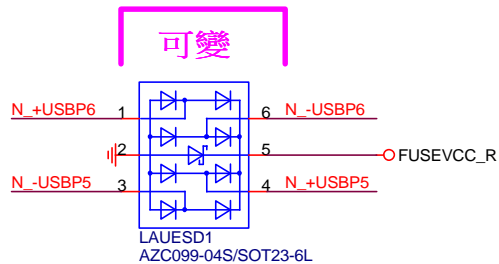 可變
N_+USBP6
1
6
N_-USBP6
2
5
FUSEVCC_R
N_-USBP5
3
4
N_+USBP5
LAUESD1
AZC099-04S/SOT23-6L